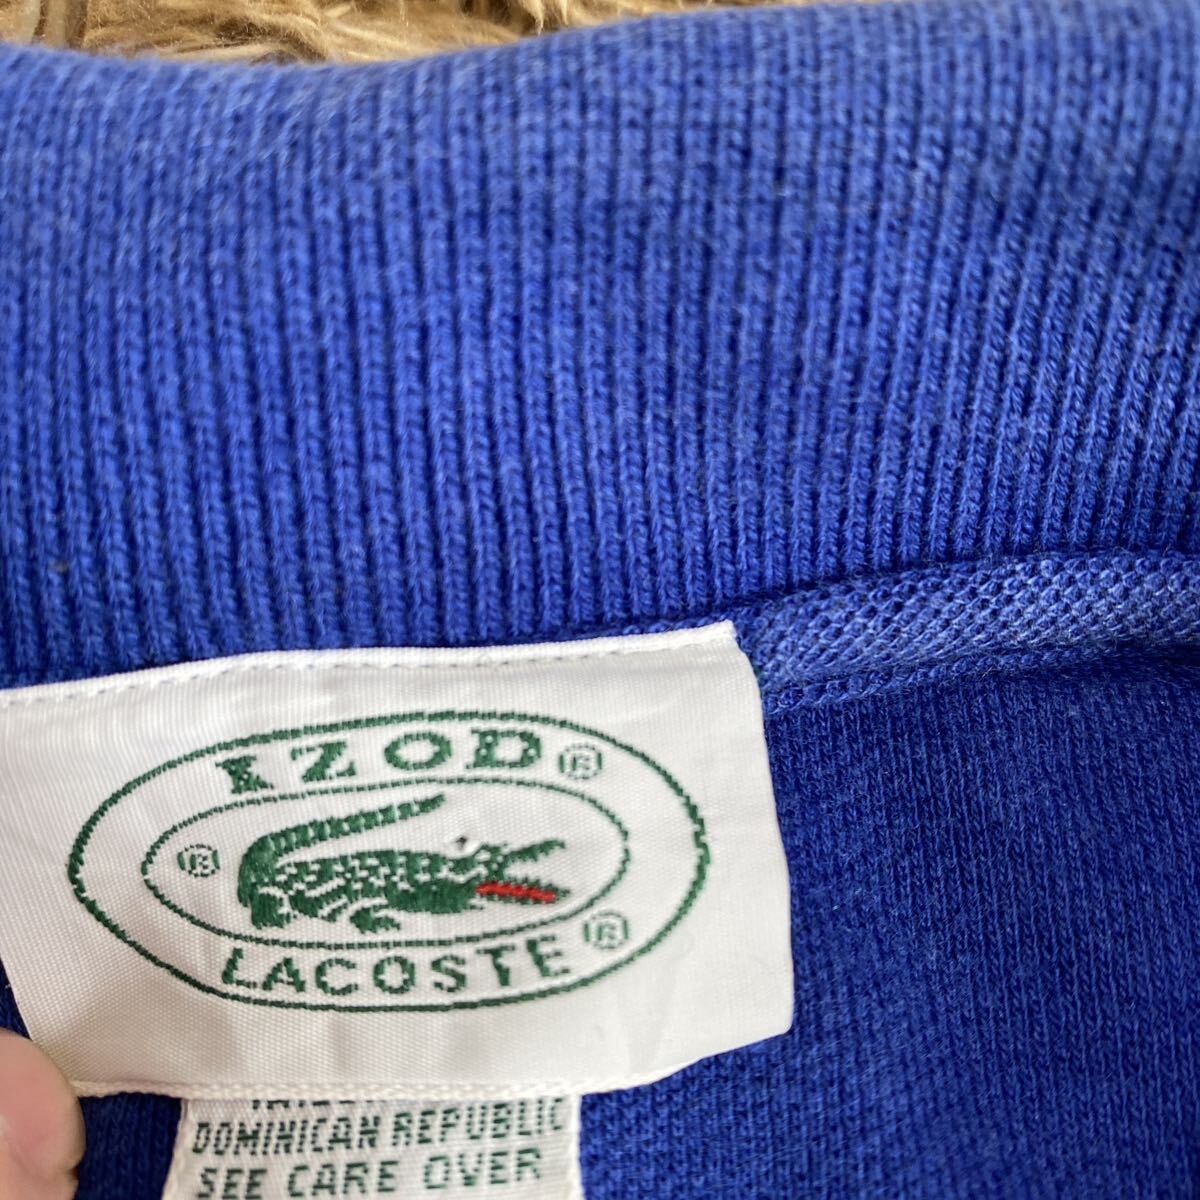 IZOD®
®
LACOSTE®
DOMINICAN REPUBLIC
SEE CARE OVER